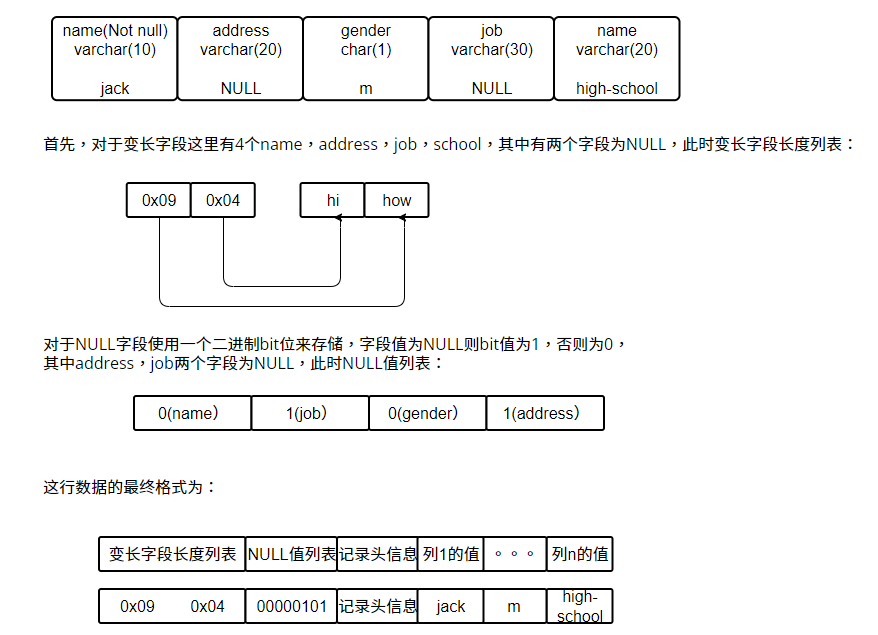 name(Not null)
varchar(10)
jack
address
varchar(20)
NULL
gender
char(1)
m
job
varchar(30)
NULL
name
varchar(20)
high-school
首先，对于变长字段这里有4个name，address，job，school，其中有两个字段为NULL，此时变长字段长度列表：
0x09
0x04
hi
how
对于NULL字段使用一个二进制bit位来存储，字段值为NULL则bit值为1，否则为0，
其中address，job两个字段为NULL，此时NULL值列表：
0(name）
1(job）
0(gender）
1(address）
这行数据的最终格式为：
变长字段长度列表
NULL值列表
记录头信息
列1的值
。。。
列n的值
0x09
0x04
00000101
记录头信息
jack
m
high-
school